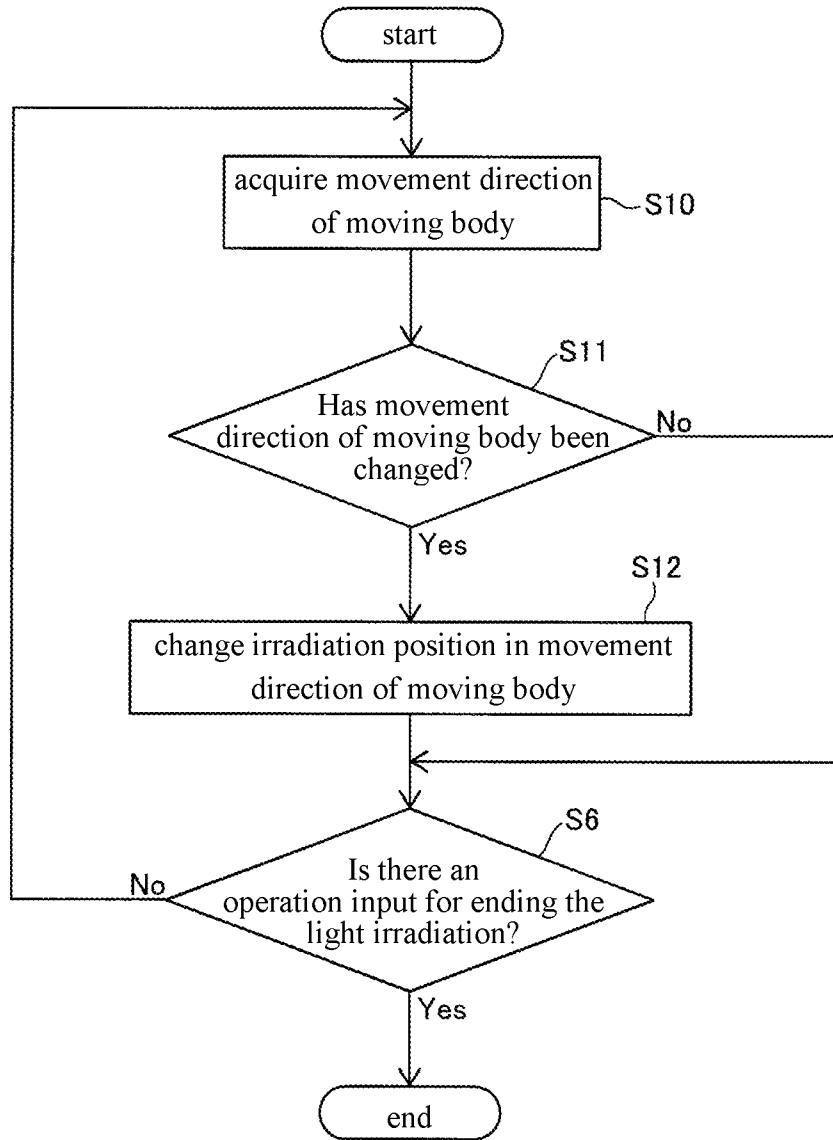 start
acquire movement direction
of moving body
S10
S11
Has movement
direction of moving body been
changed?
No
Yes
S12
change irradiation position in movement
direction of moving body
S6
Is there an
operation input for ending the
light irradiation?
No
Yes
end